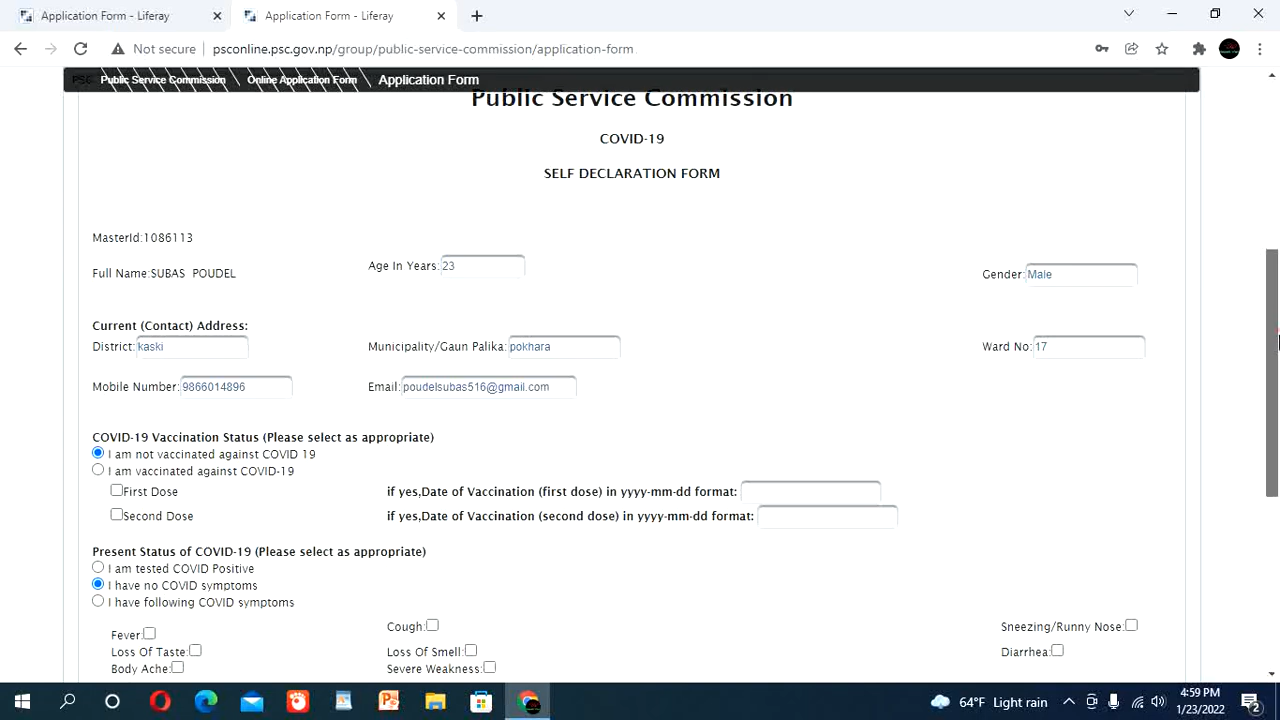 Application Form - Liferay
Application Form - Liferay
Not secure
psconline.psc.gov.np/group/public-service-commission/application-form
PSC Public Service Commission Online Application Form Application Form
Public Service Commission
COVID-19
SELF DECLARATION FORM
MasterId:1086113
Full Name:SUBAS POUDEL Age In Years: 23 Gender: Male
Current (Contact) Address:
District: kaski Municipality/Gaun Palika: pokhara Ward No: 17
Mobile Number: 9866014896 Email: poudelsubas516@gmail.com
COVID-19 Vaccination Status (Please select as appropriate)
I am not vaccinated against COVID 19
I am vaccinated against COVID-19
First Dose if yes,Date of Vaccination (first dose) in yyyy-mm-dd format:
Second Dose if yes,Date of Vaccination (second dose) in yyyy-mm-dd format:
Present Status of COVID-19 (Please select as appropriate)
I am tested COVID Positive
I have no COVID symptoms
I have following COVID symptoms
Fever: Cough: Sneezing/Runny Nose:
Loss Of Taste: Loss Of Smell: Diarrhea:
Body Ache: Severe Weakness:
64°F Light rain
4:59 PM
1/23/2022
2